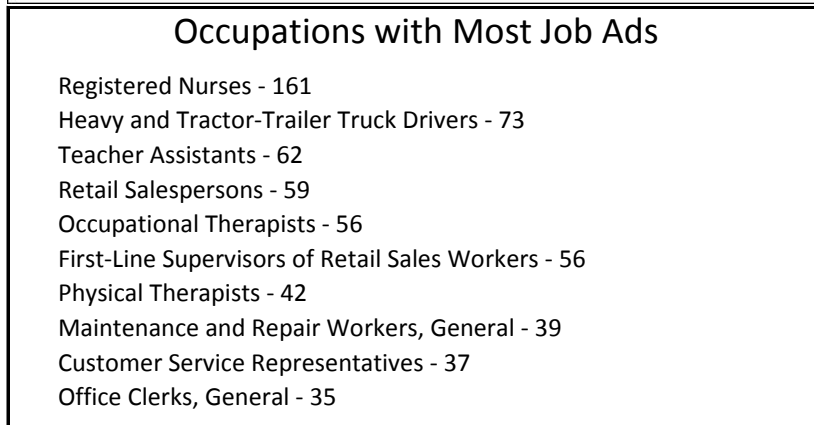 Occupations with Most Job Ads
Registered Nurses - 161
Heavy and Tractor-Trailer Truck Drivers - 73
Teacher Assistants - 62
Retail Salespersons - 59
Occupational Therapists - 56
First-Line Supervisors of Retail Sales Workers - 56
Physical Therapists - 42
Maintenance and Repair Workers, General - 39
Customer Service Representatives - 37
Office Clerks, General - 35